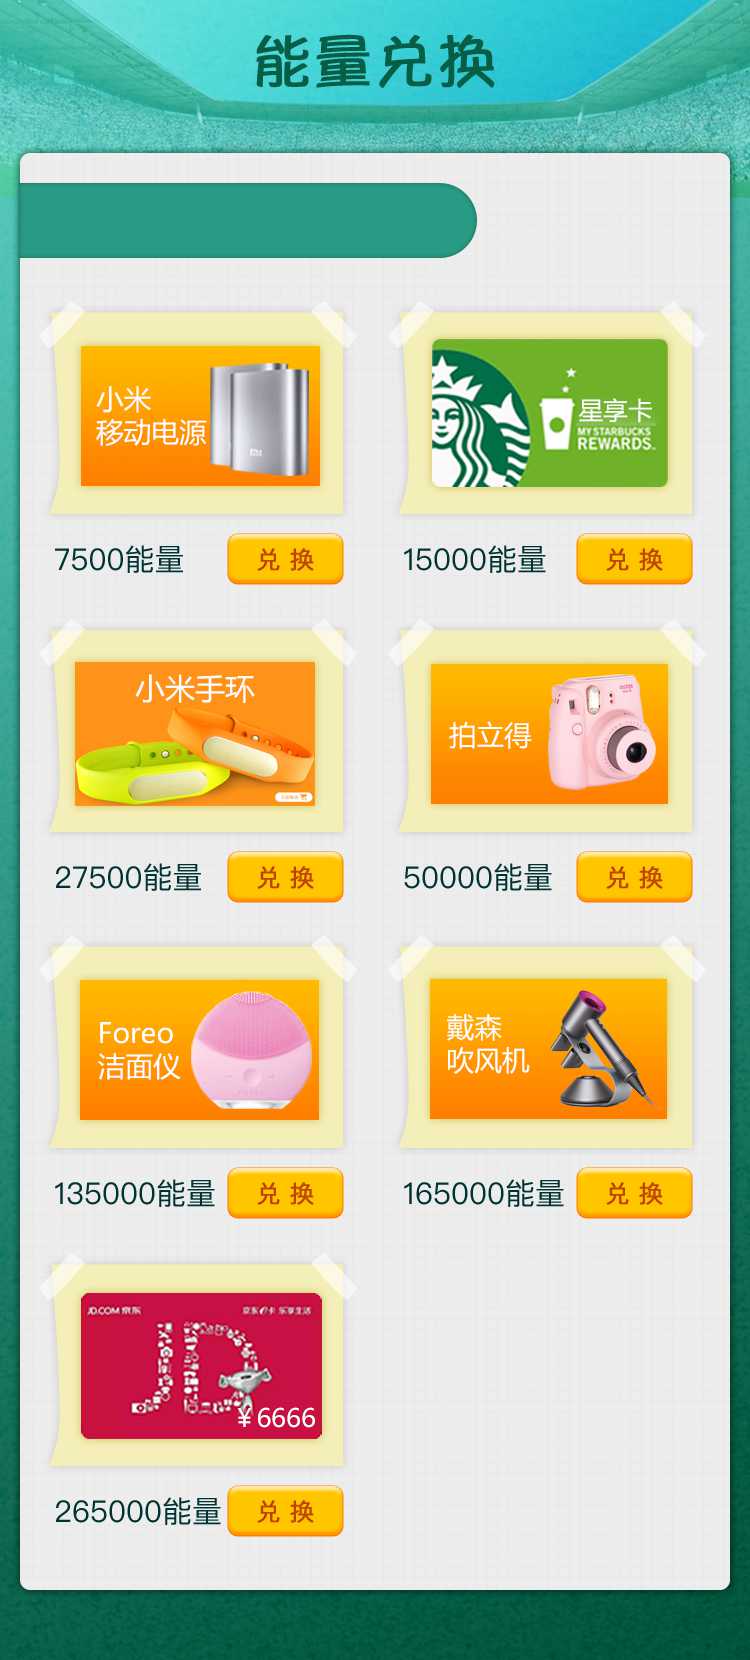 能量兑换
小米
移动电源
mi
星享卡
MY STARBUCKS
REWARDS
7500能量
兑换
15000能量
兑换
小米手环
拍立得
27500能量
兑换
50000能量
兑换
Foreo
洁面仪
戴森
吹风机
135000能量
兑换
165000能量
兑换
JD.COM 京东
京东e卡 乐享生活
JD
￥6666
265000能量
兑换